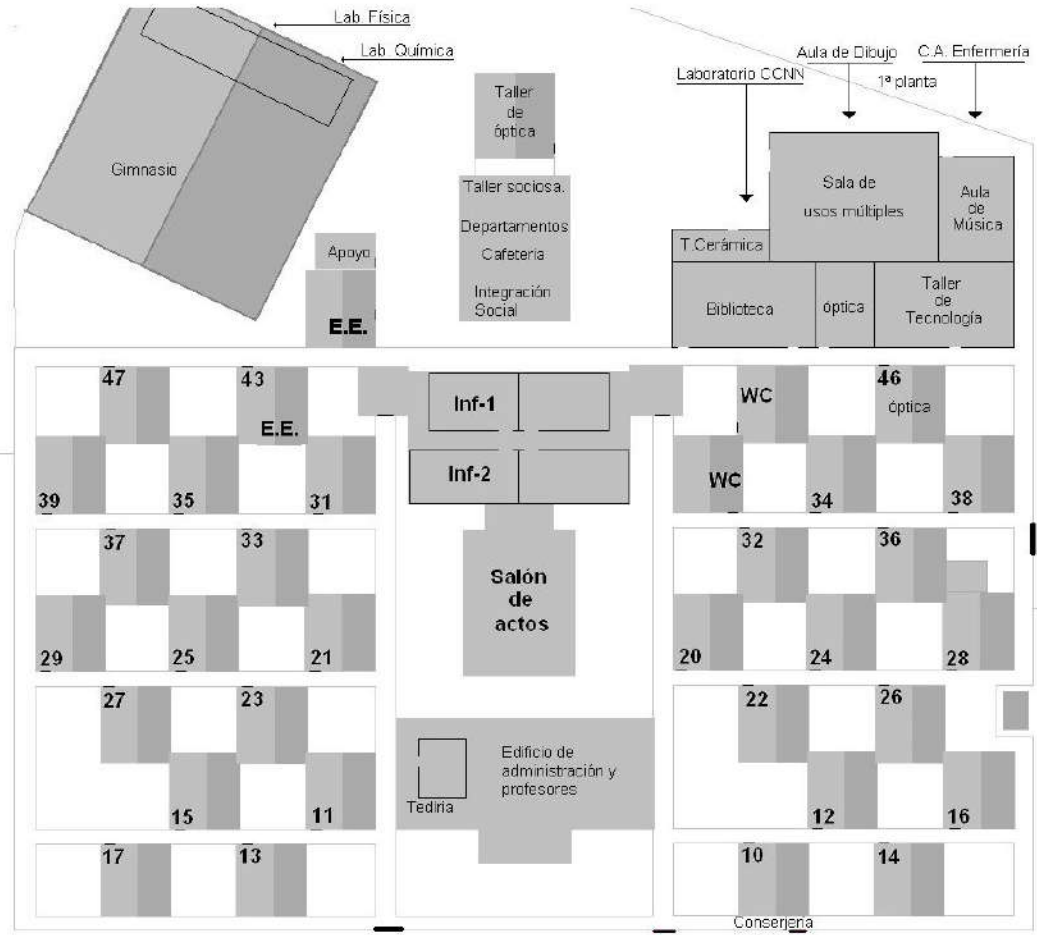 Lab. Física
Lab. Química
Gimnasio
Apoyo
E.E.
Taller
de
óptica
Taller sociosa.
Departamentos
Cafetería
Integración
Social
Laboratorio CCNN
Aula de Dibujo
C.A. Enfermería
1ª planta
Sala de
usos múltiples
Aula
de
Música
T.Cerámica
Biblioteca
óptica
Taller
de
Tecnología
47
43
E.E.
39
35
31
Inf-1
Inf-2
WC
46
óptica
WC
34
38
37
33
29
25
21
Salón
de
actos
32
36
20
24
28
27
23
15
11
Edificio de
administración y
profesores
Tediria
22
26
12
16
17
13
10
14
Conserjería